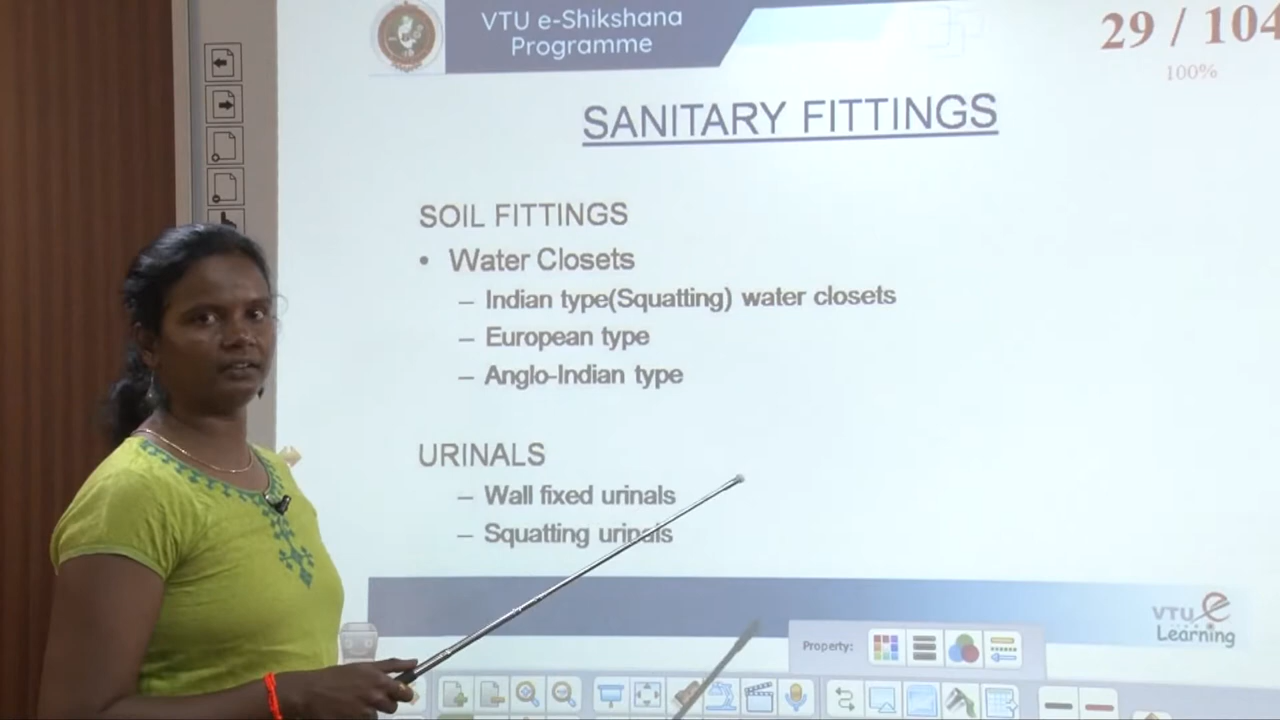 VTU e-Shikshana
Programme
29 / 104
100%
SANITARY FITTINGS
SOIL FITTINGS
• Water Closets
– Indian type(Squatting) water closets
– European type
– Anglo-Indian type
URINALS
– Wall fixed urinals
– Squatting urinals
VTU e
Learning
Property: